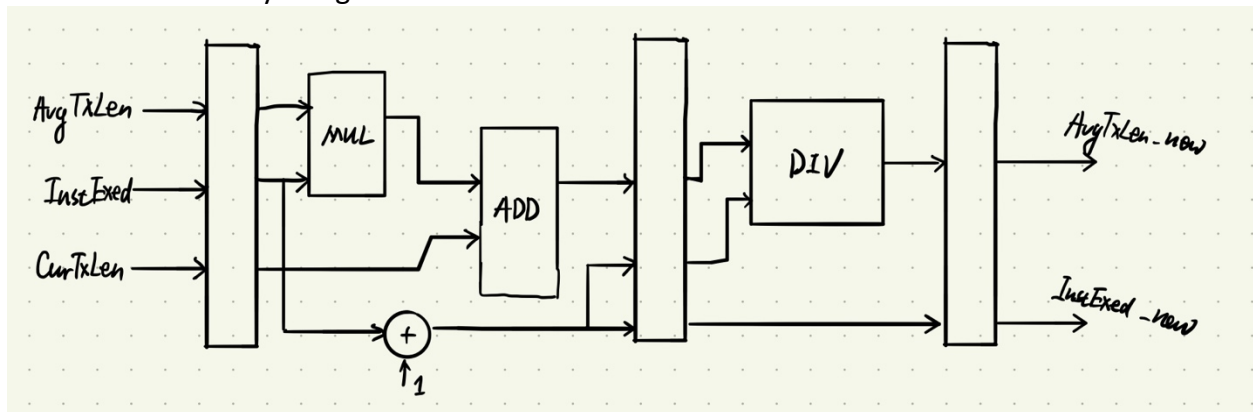 AvgTxLen
InstExed
CurTxLen
MUL
ADD
+
1
DIV
AvgTxLen_new
InstExed_new